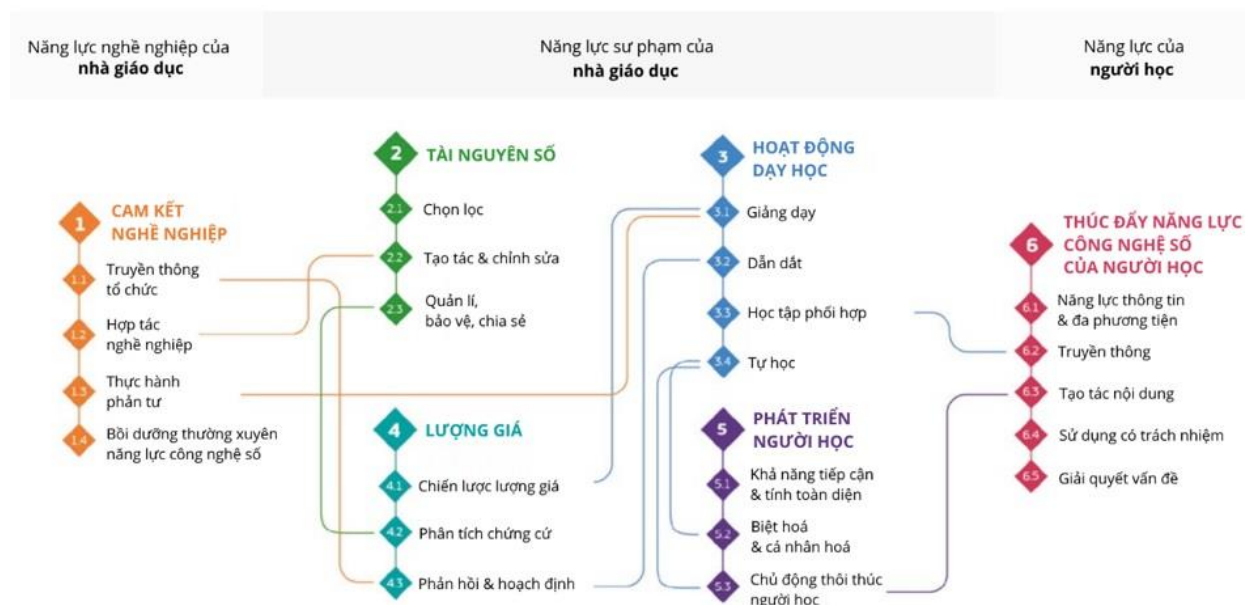 Năng lực nghề nghiệp của
nhà giáo dục
Năng lực sư phạm của
nhà giáo dục
Năng lực của
người học
1
CAM KẾT
NGHỀ NGHIỆP
1.1
Truyền thông
tổ chức
1.2
Hợp tác
nghề nghiệp
1.3
Thực hành
phản tư
1.4
Bồi dưỡng thường xuyên
năng lực công nghệ số
2
TÀI NGUYÊN SỐ
2.1
Chọn lọc
2.2
Tạo tác & chỉnh sửa
2.3
Quản lí,
bảo vệ, chia sẻ
4
LƯỢNG GIÁ
4.1
Chiến lược lượng giá
4.2
Phân tích chứng cứ
4.3
Phản hồi & hoạch định
3
HOẠT ĐỘNG
DẠY HỌC
3.1
Giảng dạy
3.2
Dẫn dắt
3.3
Học tập phối hợp
3.4
Tự học
5
PHÁT TRIỂN
NGƯỜI HỌC
5.1
Khả năng tiếp cận
& tính toàn diện
5.2
Biệt hoá
& cá nhân hoá
5.3
Chủ động thôi thúc
người học
6
THÚC ĐẨY NĂNG LỰC
CÔNG NGHỆ SỐ
CỦA NGƯỜI HỌC
6.1
Năng lực thông tin
& đa phương tiện
6.2
Truyền thông
6.3
Tạo tác nội dung
6.4
Sử dụng có trách nhiệm
6.5
Giải quyết vấn đề